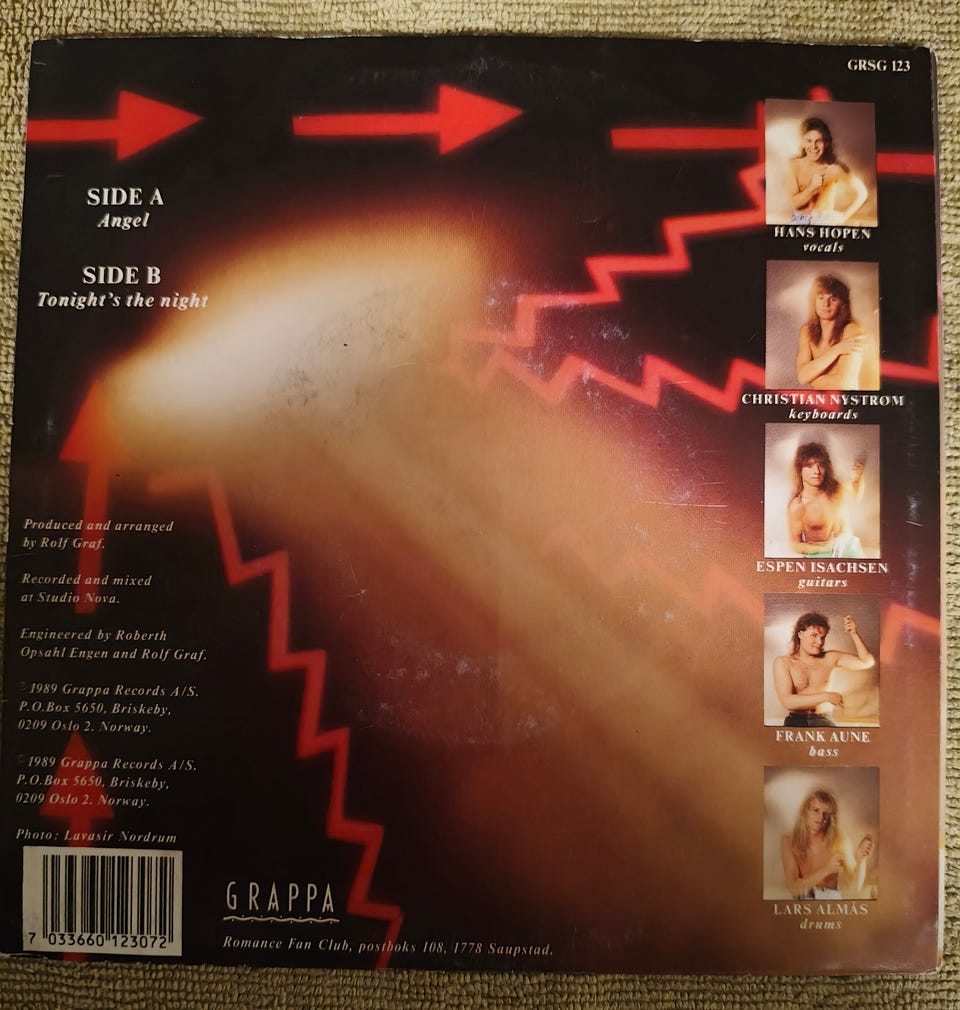 GRSG 123
SIDE A
Angel
SIDE B
Tonight's the night
HANS HOPEN
vocals
CHRISTIAN NYSTRØM
keyboards
ESPEN ISACHSEN
guitars
FRANK AUNE
bass
LARS ALMÅS
drums
Produced and arranged
by Rolf Graf.
Recorded and mixed
at Studio Nova.
Engineered by Roberth
Opsahl Engen and Rolf Graf.
1989 Grappa Records A/S.
P.O.Box 5650, Briskeby,
0209 Oslo 2. Norway.
1989 Grappa Records A/S.
P.O.Box 5650, Briskeby,
0209 Oslo 2. Norway.
Photo: Lavasir Nordrum
7 033660 123072
GRAPPA
Romance Fan Club, postboks 108, 1778 Saupstad.